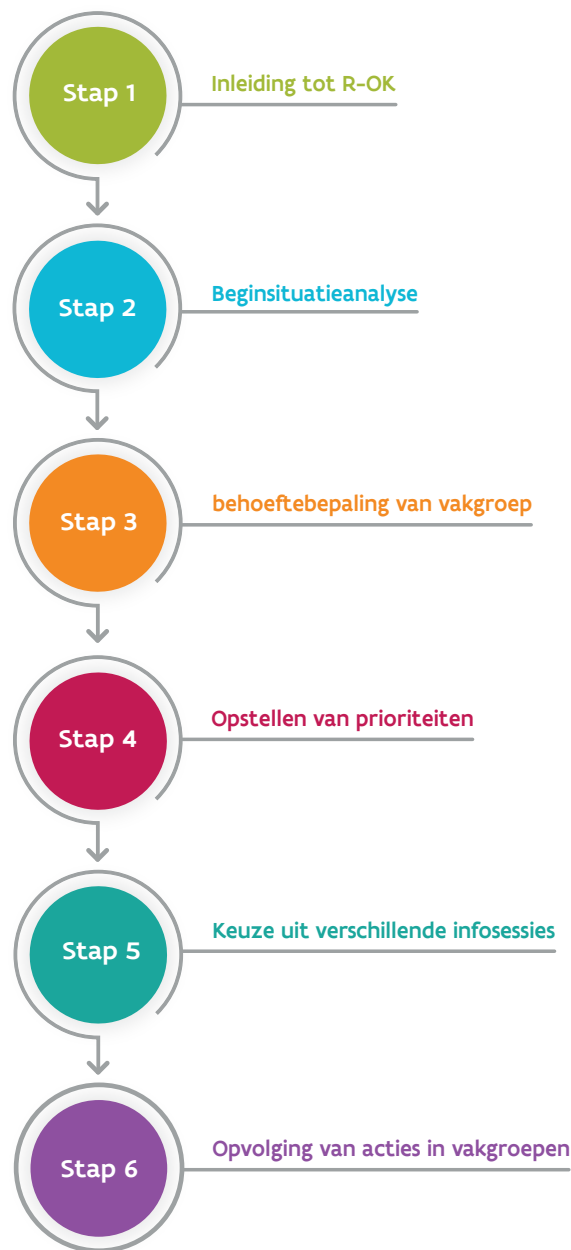 Stap 1
Inleiding tot R-OK
Stap 2
Beginsituatieanalyse
Stap 3
behoeftebepaling van vakgroep
Stap 4
Opstellen van prioriteiten
Stap 5
Keuze uit verschillende infosessies
Stap 6
Opvolging van acties in vakgroepen